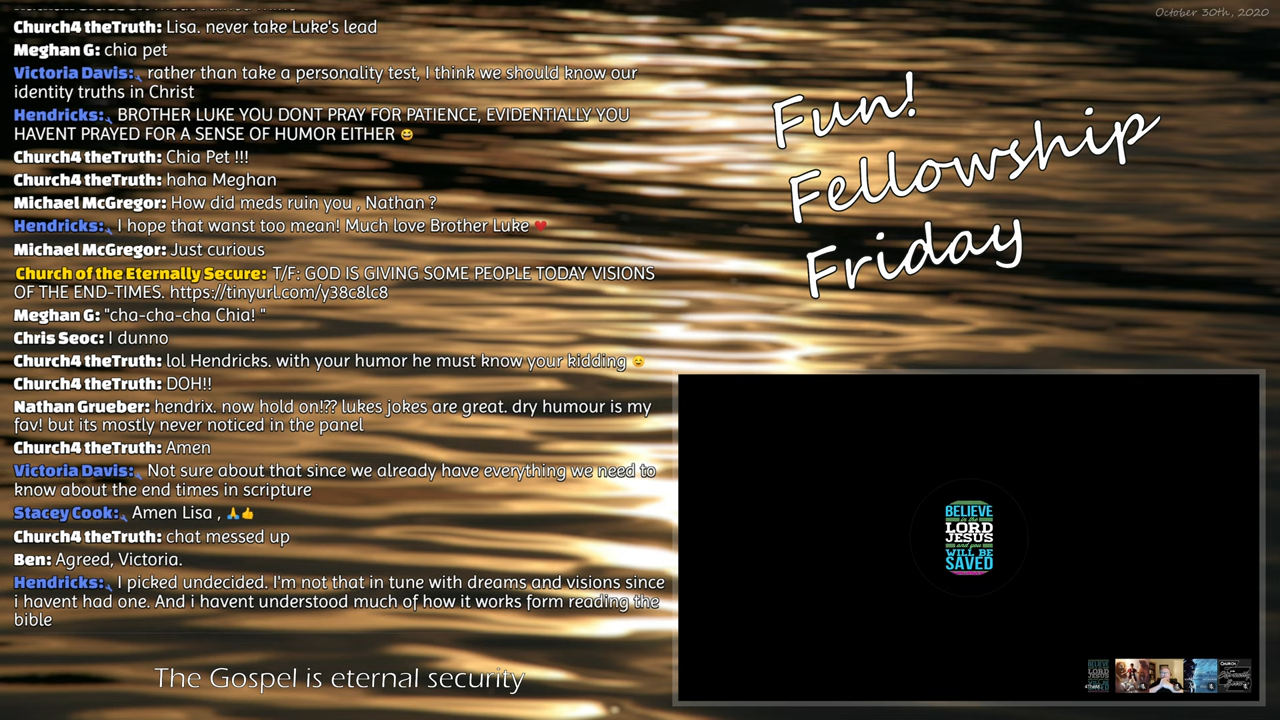 October 30th, 2020
Church4 theTruth: Lisa. never take Luke's lead
Meghan G: chia pet
Victoria Davis: rather than take a personality test, I think we should know our
identity truths in Christ
Hendricks: BROTHER LUKE YOU DONT PRAY FOR PATIENCE, EVIDENTIALLY YOU
HAVENT PRAYED FOR A SENSE OF HUMOR EITHER 😅
Church4 theTruth: Chia Pet !!!
Church4 theTruth: haha Meghan
Michael McGregor: How did meds ruin you , Nathan ?
Hendricks: I hope that wanst too mean! Much love Brother Luke ❤️
Michael McGregor: Just curious
Church of the Eternally Secure: T/F: GOD IS GIVING SOME PEOPLE TODAY VISIONS
OF THE END-TIMES. https://tinyurl.com/y38c8lc8
Meghan G: "cha-cha-cha Chia! "
Chris Seoc: I dunno
Church4 theTruth: lol Hendricks. with your humor he must know your kidding 😊
Church4 theTruth: DOH!!
Nathan Grueber: hendrix. now hold on!?? lukes jokes are great. dry humour is my
fav! but its mostly never noticed in the panel
Church4 theTruth: Amen
Victoria Davis: Not sure about that since we already have everything we need to
know about the end times in scripture
Stacey Cook: Amen Lisa , 🙏👍
Church4 theTruth: chat messed up
Ben: Agreed, Victoria.
Hendricks: I picked undecided. I'm not that in tune with dreams and visions since
i havent had one. And i havent understood much of how it works form reading the
bible
The Gospel is eternal security
Fun!
Fellowship
Friday
BELIEVE
in the
LORD
JESUS
and you
WILL BE
SAVED